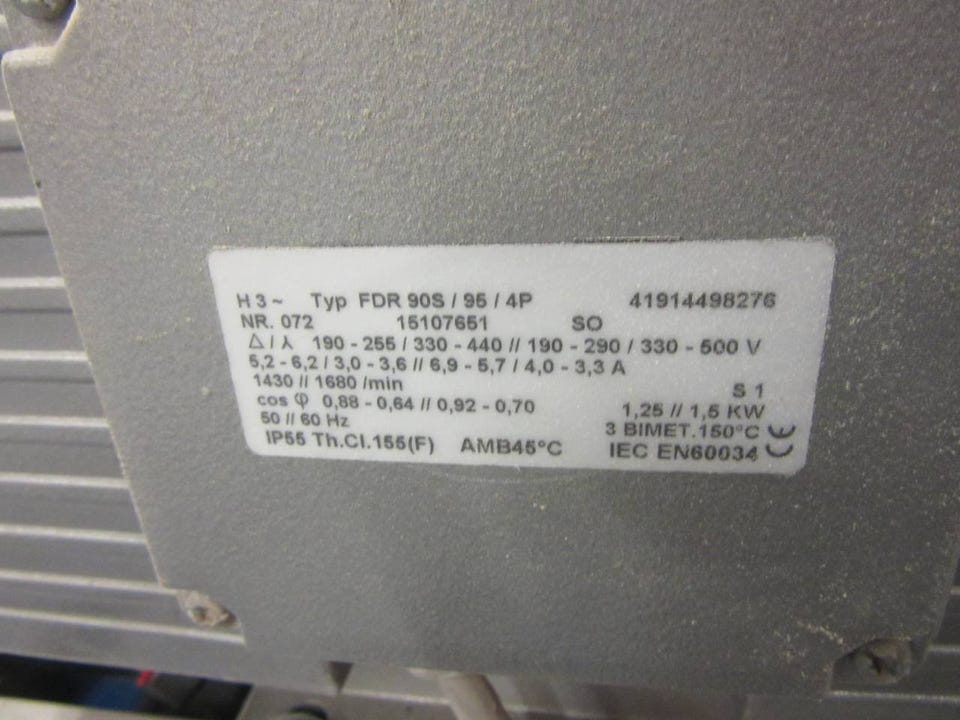 H 3 ~ Typ FDR 90S / 95 / 4P 41914498276
NR. 072 15107651 SO
Δ / ⅄ 190 - 255 / 330 - 440 // 190 - 290 / 330 - 500 V
5,2 - 6,2 / 3,0 - 3,6 // 6,9 - 5,7 / 4,0 - 3,3 A
1430 // 1680 /min S 1
cos φ 0,88 - 0,64 // 0,92 - 0,70 1,25 // 1,5 KW
50 // 60 Hz 3 BIMET.150°C
IP55 Th.Cl.155(F) AMB45°C IEC EN60034 CE